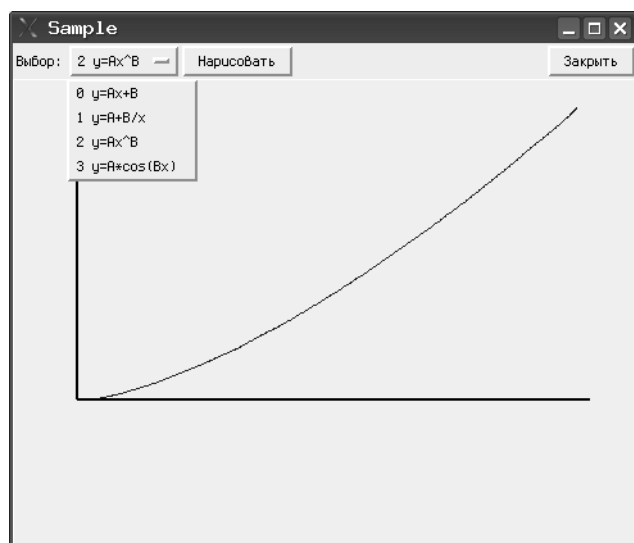 Sample
Выбор: 2 y=Ax^B Нарисовать Закрыть
0 y=Ax+B
1 y=A+B/x
2 y=Ax^B
3 y=A*cos(Bx)